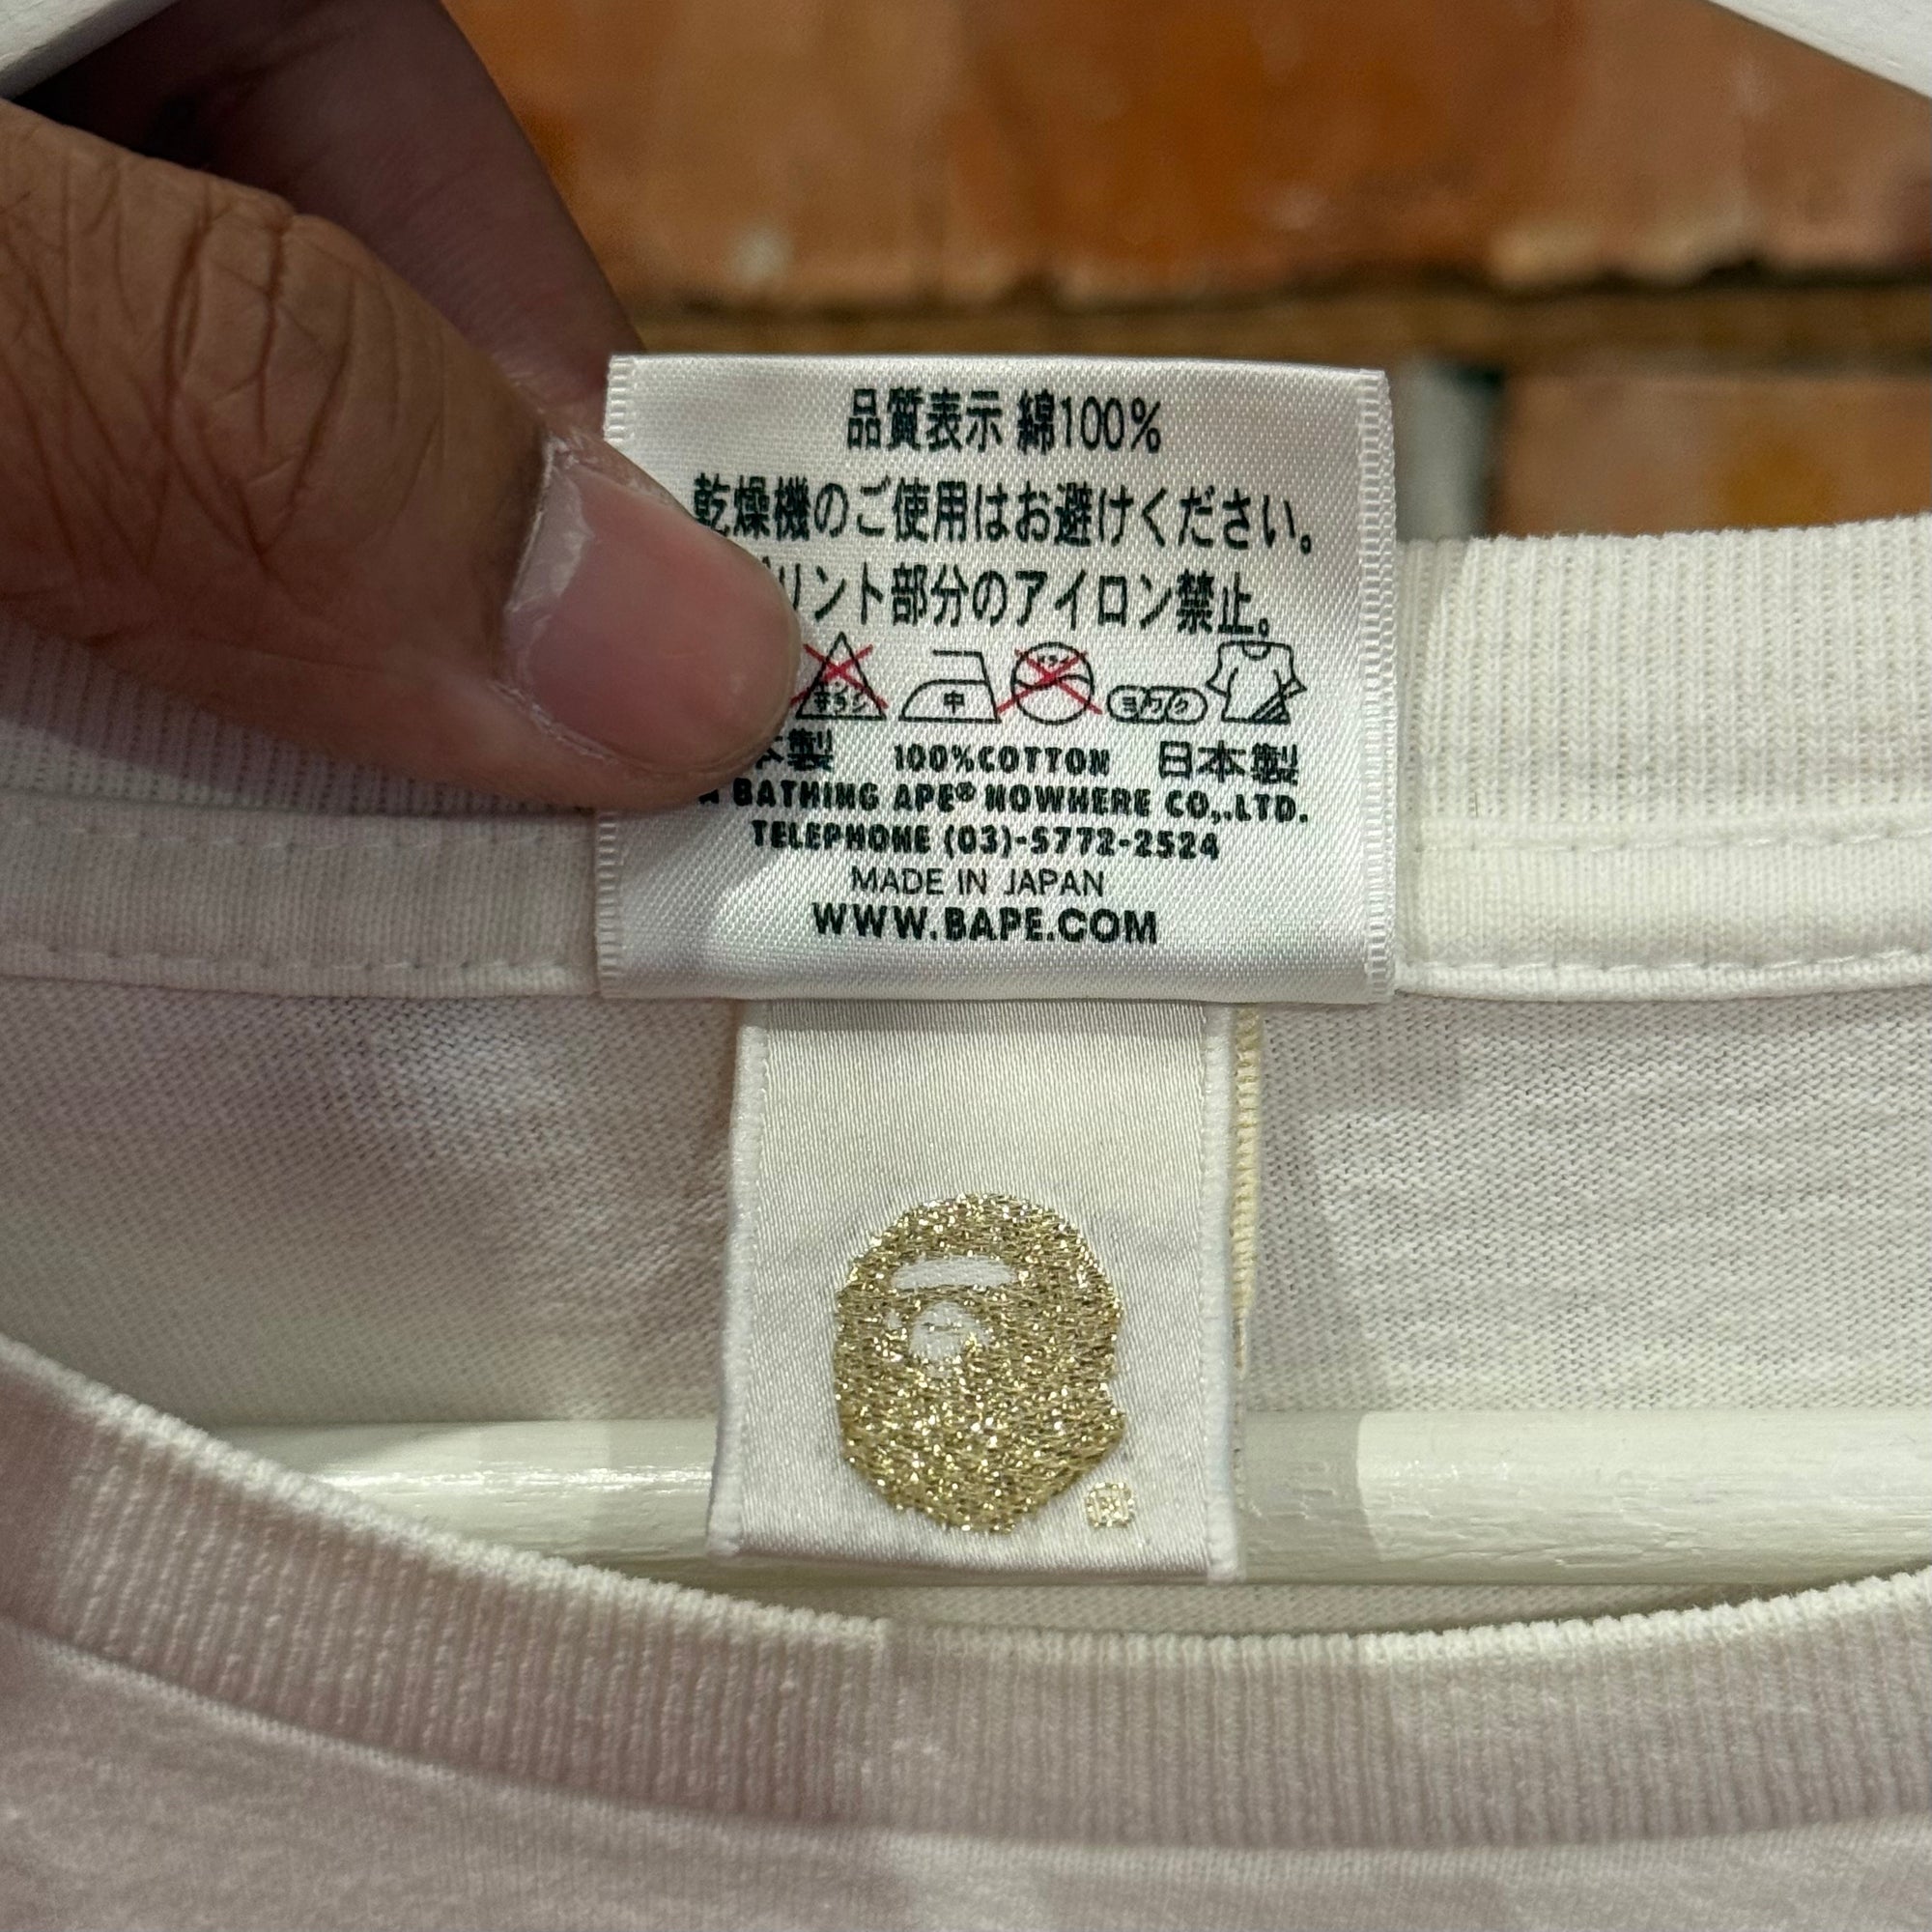 品質表示 綿100%
乾燥機のご使用はお避けください。
リント部分のアイロン禁止。
中 ヨワク
本製 100%COTTON 日本製
A BATHING APE® NOWHERE CO,.LTD.
TELEPHONE (03)-5772-2524
MADE IN JAPAN
WWW.BAPE.COM